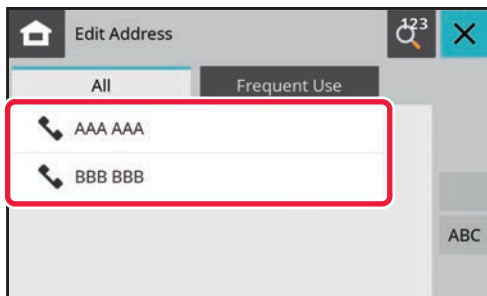 Edit Address
123
All
Frequent Use
AAA AAA
BBB BBB
ABC